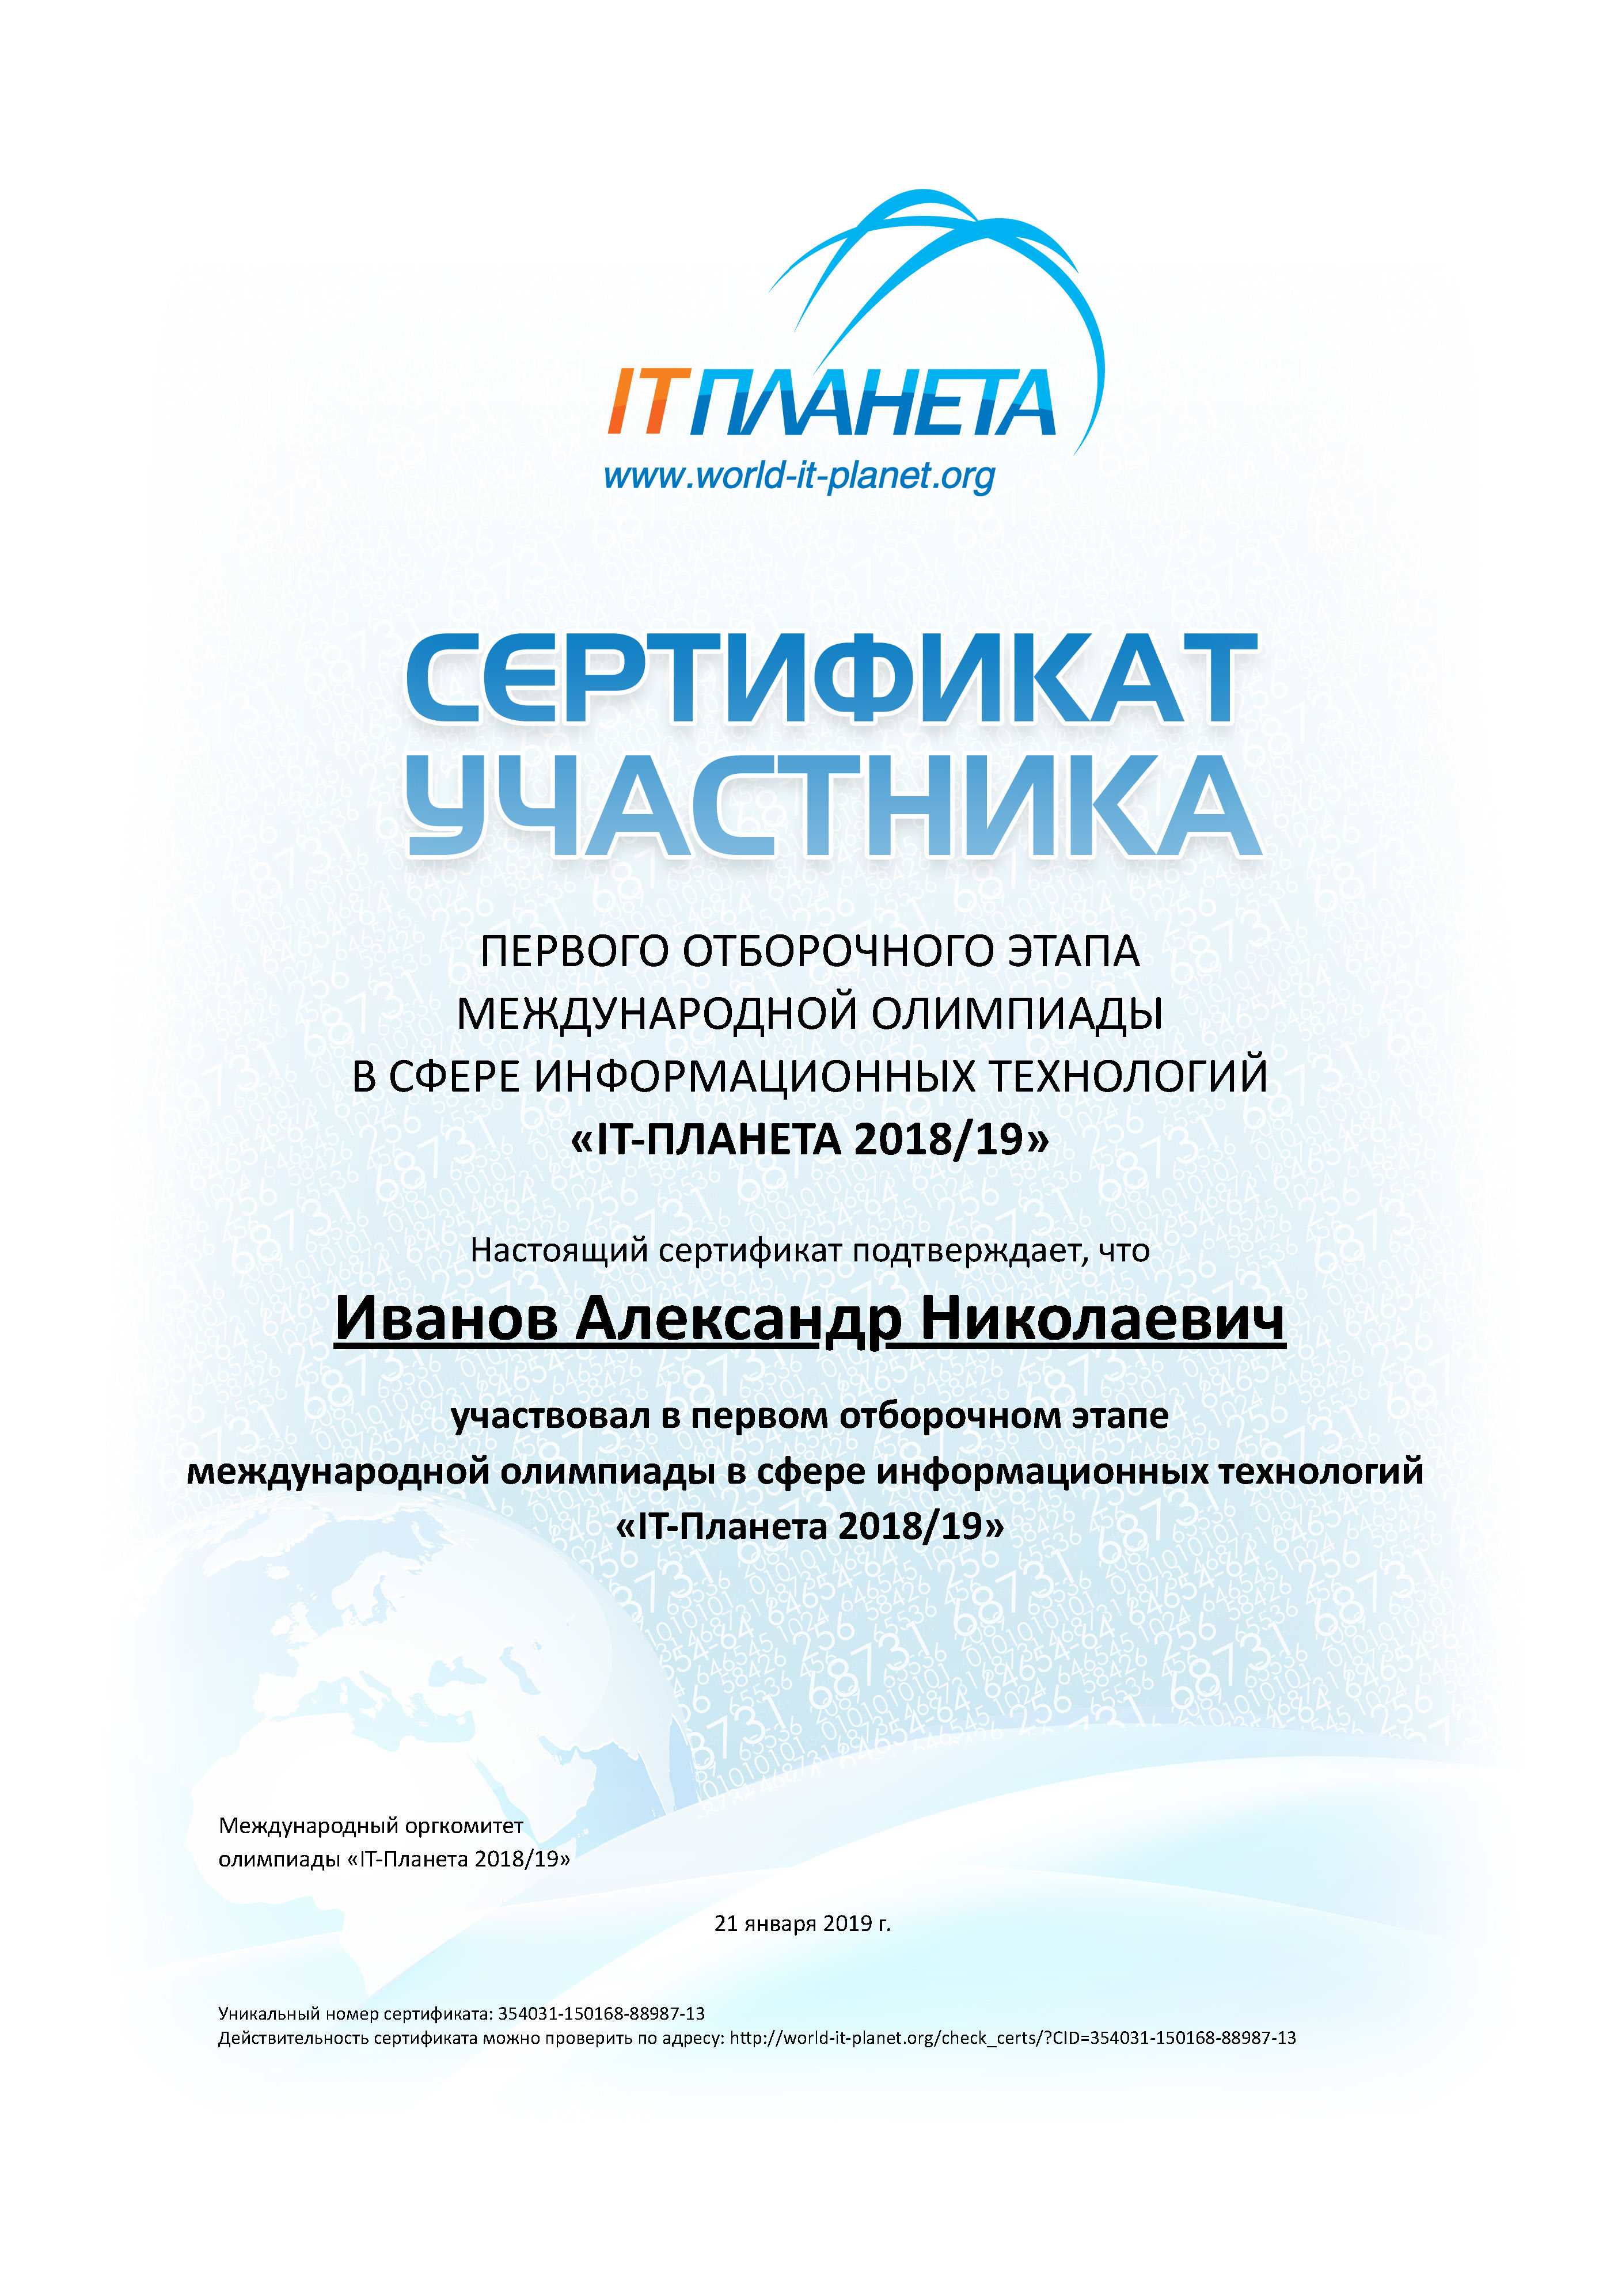 IT ПЛАНЕТА
www.world-it-planet.org
СЕРТИФИКАТ
УЧАСТНИКА
ПЕРВОГО ОТБОРОЧНОГО ЭТАПА
МЕЖДУНАРОДНОЙ ОЛИМПИАДЫ
В СФЕРЕ ИНФОРМАЦИОННЫХ ТЕХНОЛОГИЙ
«IT-ПЛАНЕТА 2018/19»
Настоящий сертификат подтверждает, что
Иванов Александр Николаевич
участвовал в первом отборочном этапе
международной олимпиады в сфере информационных технологий
«IT-Планета 2018/19»
Международный оргкомитет
олимпиады «IT-Планета 2018/19»
21 января 2019 г.
Уникальный номер сертификата: 354031-150168-88987-13
Действительность сертификата можно проверить по адресу: http://world-it-planet.org/check_certs/?CID=354031-150168-88987-13